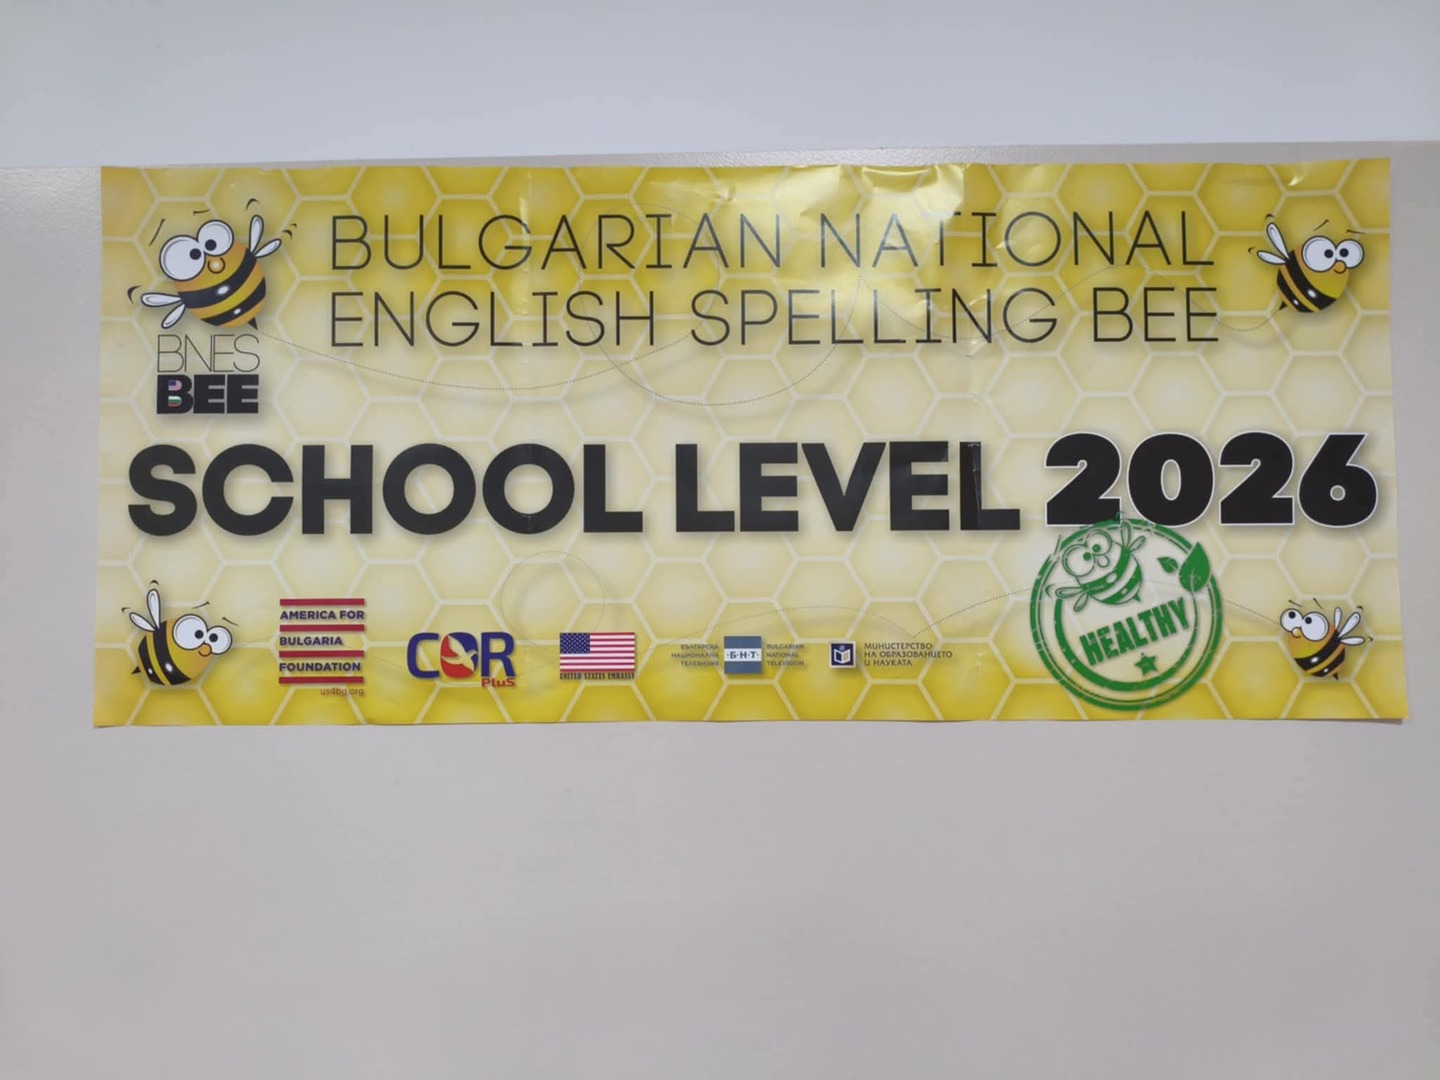 BULGARIAN NATIONAL
ENGLISH SPELLING BEE
BNES
BEE
SCHOOL LEVEL 2026
AMERICA FOR
BULGARIA
FOUNDATION
us4bg.org
COR
PluS
UNITED STATES EMBASSY
БЪЛГАРСКА
НАЦИОНАЛНА
ТЕЛЕВИЗИЯ
·Б·Н·Т·
BULGARIAN
NATIONAL
TELEVISION
МИНИСТЕРСТВО
НА ОБРАЗОВАНИЕТО
И НАУКАТА
HEALTHY